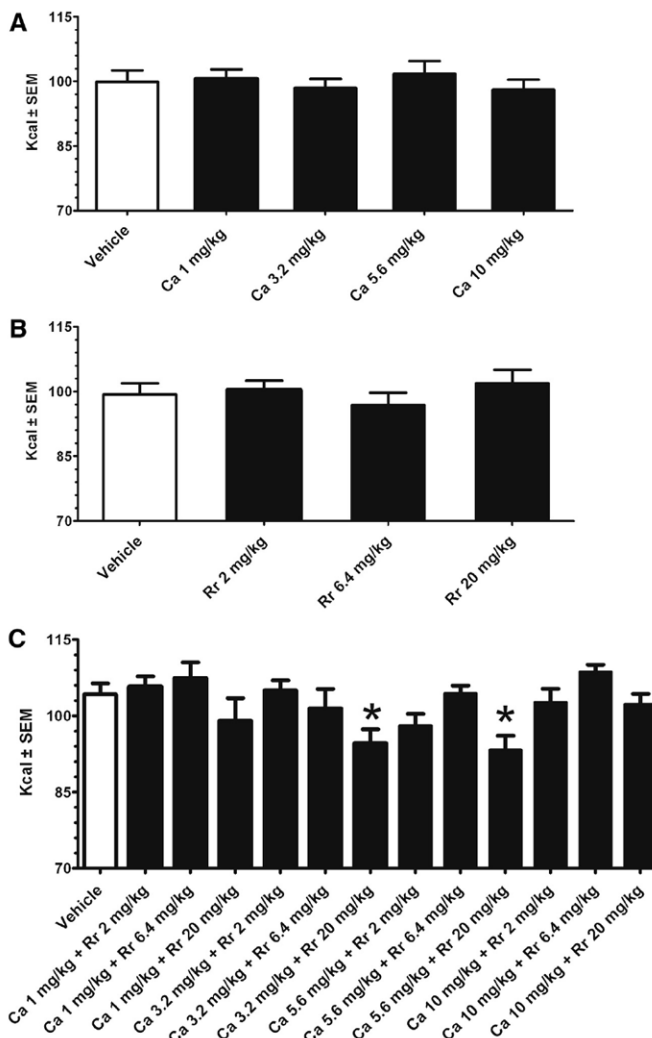 A
Kcal ± SEM
115
100
85
70
Vehicle
Ca 1 mg/kg
Ca 3.2 mg/kg
Ca 5.6 mg/kg
Ca 10 mg/kg
B
Kcal ± SEM
115
100
85
70
Vehicle
Rr 2 mg/kg
Rr 6.4 mg/kg
Rr 20 mg/kg
C
Kcal ± SEM
115
100
85
70
*
*
Vehicle
Ca 1 mg/kg + Rr 2 mg/kg
Ca 1 mg/kg + Rr 6.4 mg/kg
Ca 1 mg/kg + Rr 20 mg/kg
Ca 3.2 mg/kg + Rr 2 mg/kg
Ca 3.2 mg/kg + Rr 6.4 mg/kg
Ca 3.2 mg/kg + Rr 20 mg/kg
Ca 5.6 mg/kg + Rr 2 mg/kg
Ca 5.6 mg/kg + Rr 6.4 mg/kg
Ca 5.6 mg/kg + Rr 20 mg/kg
Ca 10 mg/kg + Rr 2 mg/kg
Ca 10 mg/kg + Rr 6.4 mg/kg
Ca 10 mg/kg + Rr 20 mg/kg